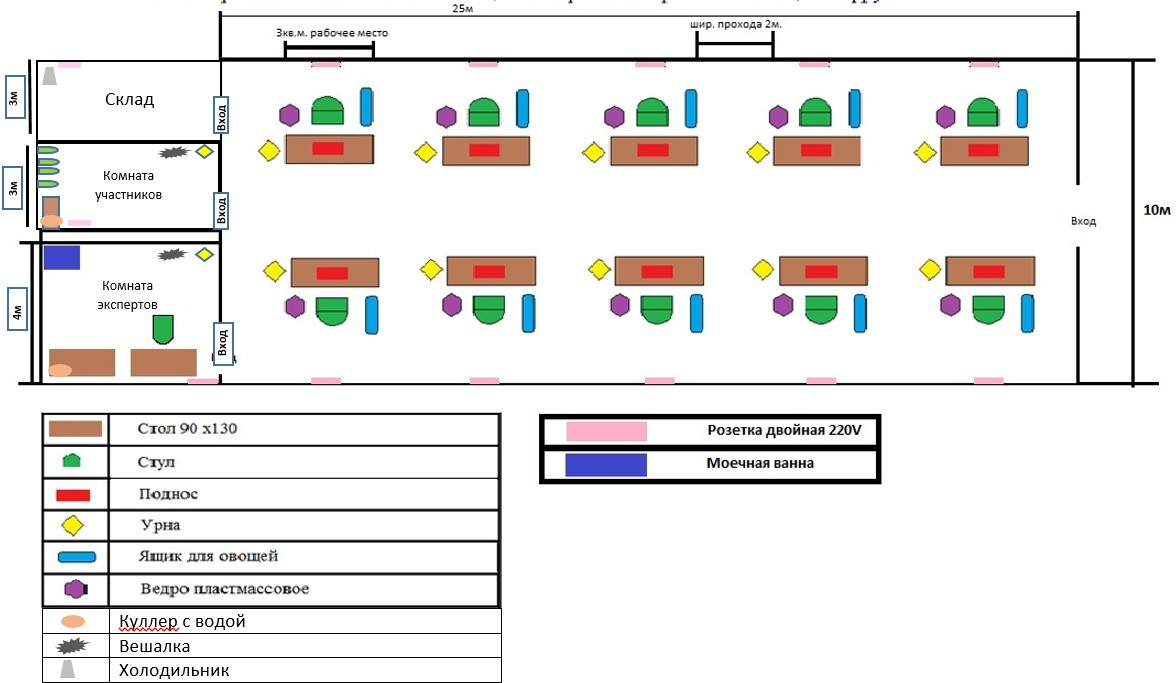 25м
3кв.м. рабочее место
шир. прохода 2м.
3м
Склад
Вход
3м
Комната
участников
Вход
Вход
10м
4м
Комната
экспертов
Вход
Стол 90 х130
Стул
Поднос
Урна
Ящик для овощей
Ведро пластмассовое
Куллер с водой
Вешалка
Холодильник
Розетка двойная 220V
Моечная ванна